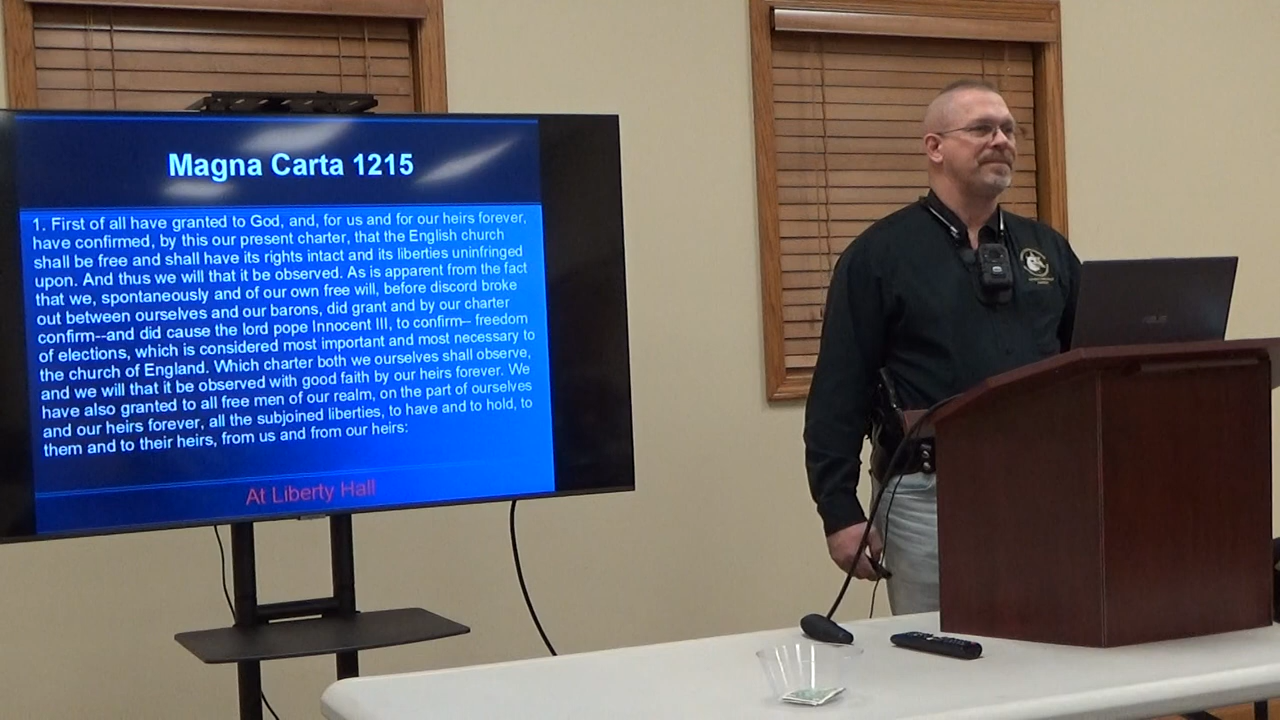 Magna Carta 1215
1. First of all have granted to God, and, for us and for our heirs forever,
have confirmed, by this our present charter, that the English church
shall be free and shall have its rights intact and its liberties uninfringed
upon. And thus we will that it be observed. As is apparent from the fact
that we, spontaneously and of our own free will, before discord broke
out between ourselves and our barons, did grant and by our charter
confirm--and did cause the lord pope Innocent III, to confirm-- freedom
of elections, which is considered most important and most necessary to
the church of England. Which charter both we ourselves shall observe,
and we will that it be observed with good faith by our heirs forever. We
have also granted to all free men of our realm, on the part of ourselves
and our heirs forever, all the subjoined liberties, to have and to hold, to
them and to their heirs, from us and from our heirs:
At Liberty Hall
ASUS